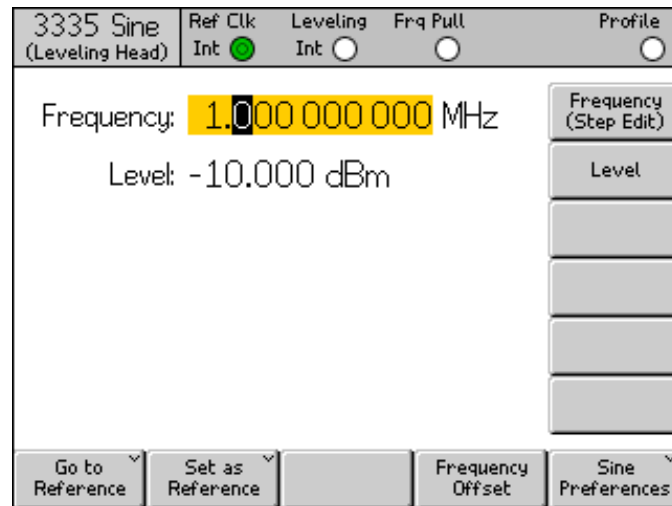 3335 Sine
(Leveling Head)
Ref Clk
Int
Leveling
Int
Frq Pull
Profile
Frequency: 1.000 000 000 MHz
Level: -10.000 dBm
Frequency
(Step Edit)
Level
Go to
Reference
Set as
Reference
Frequency
Offset
Sine
Preferences